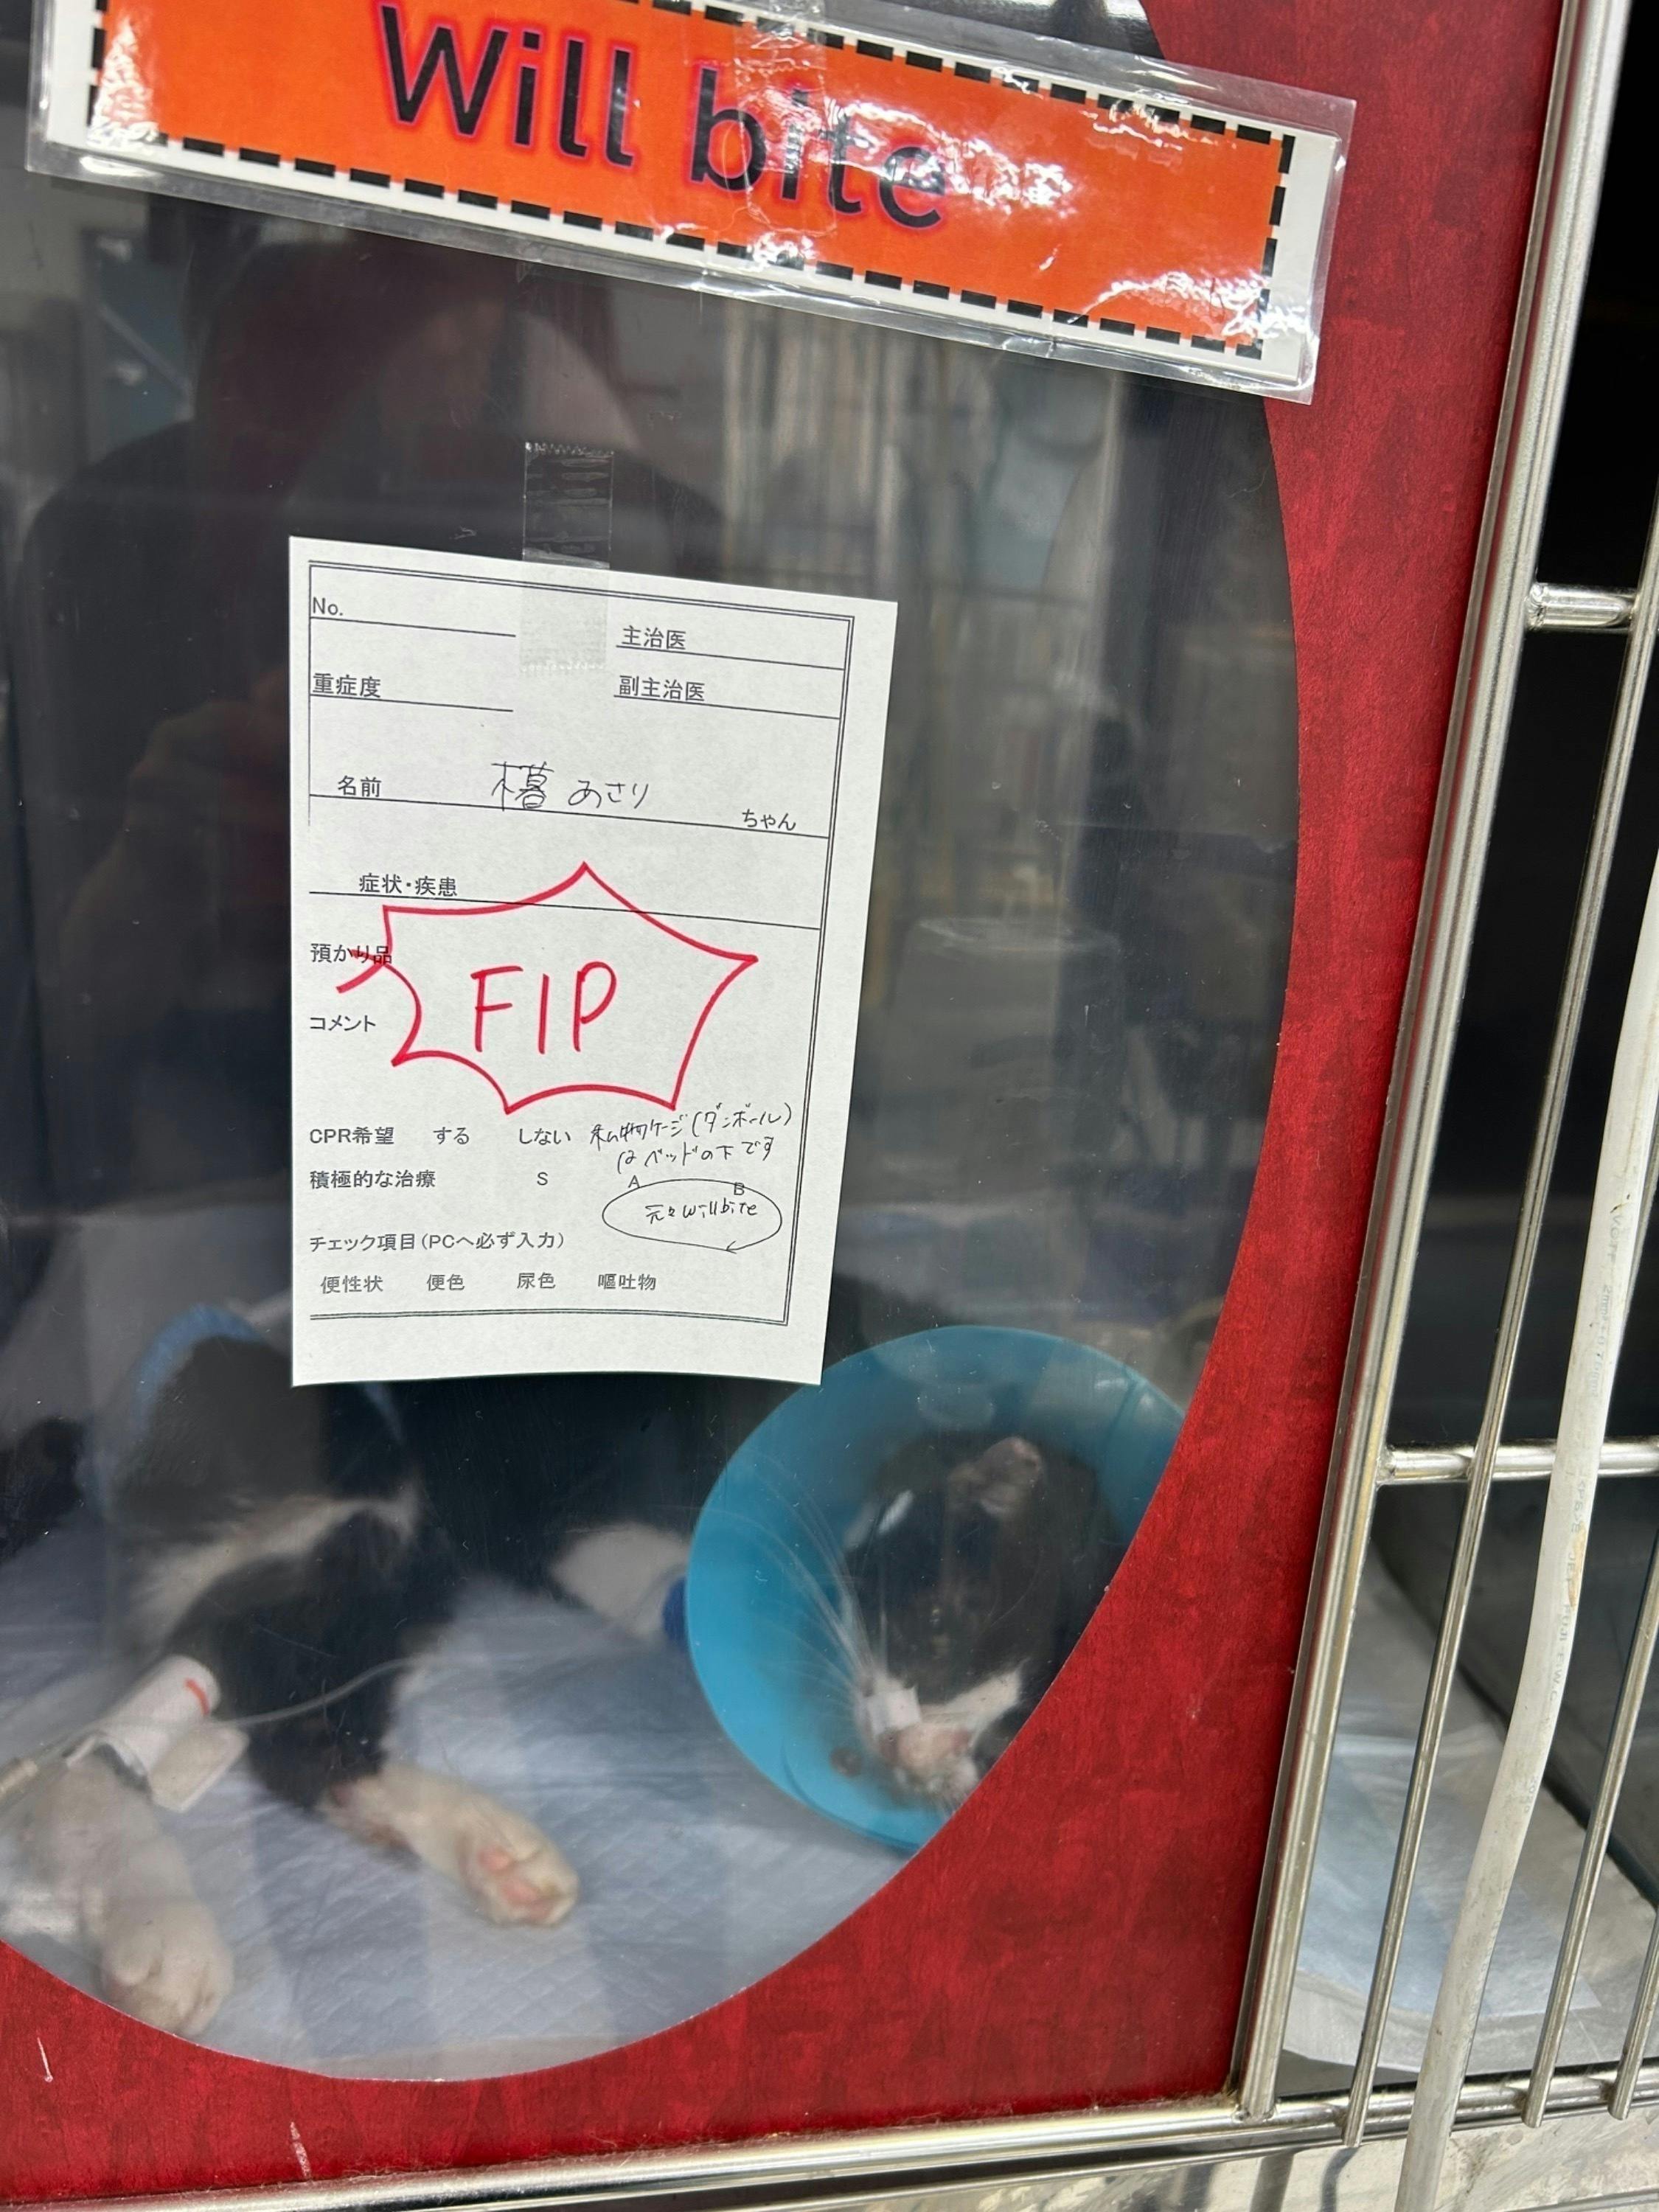 Will bite
No.
主治医
重症度
副主治医
名前 あさり ちゃん
症状・疾患
預かり品
FIP
コメント
CPR希望 する しない
私物ケージ(ダンボール)
はベッドの下です
積極的な治療 S A B
元々willbite
チェック項目(PCへ必ず入力)
便性状 便色 尿色 嘔吐物